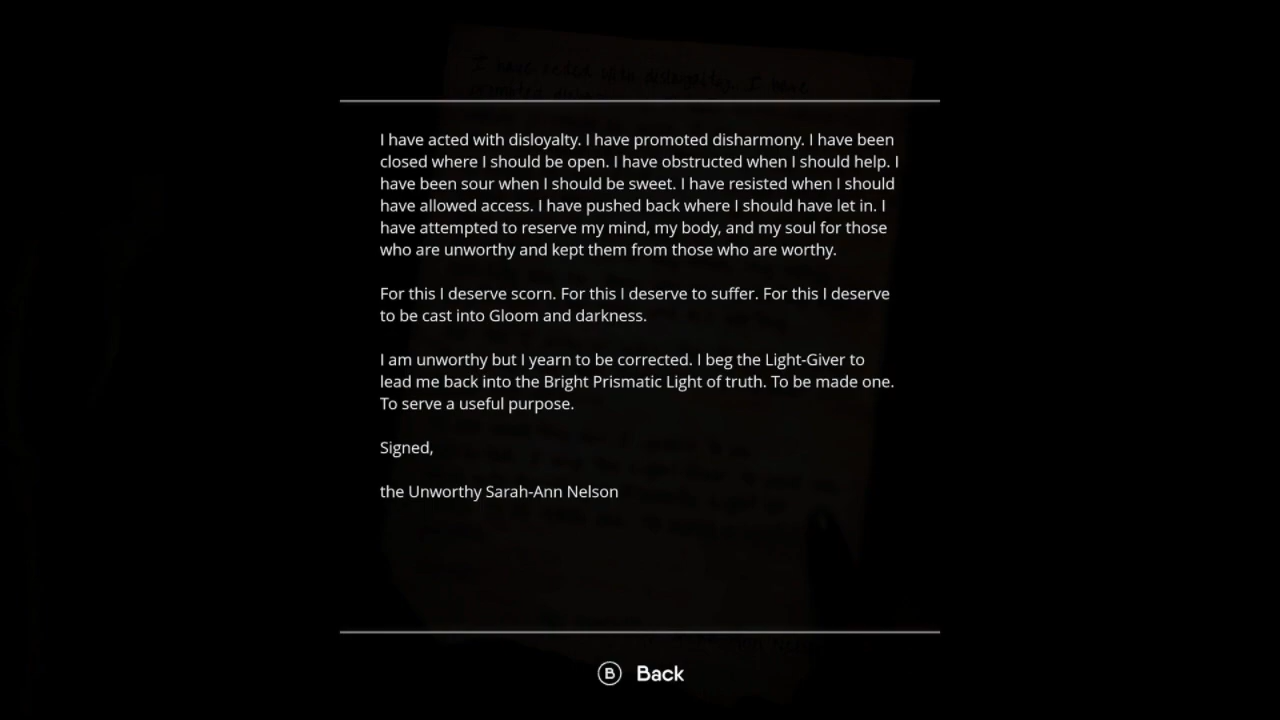 I have acted with disloyalty. I have promoted disharmony. I have been
closed where I should be open. I have obstructed when I should help. I
have been sour when I should be sweet. I have resisted when I should
have allowed access. I have pushed back where I should have let in. I
have attempted to reserve my mind, my body, and my soul for those
who are unworthy and kept them from those who are worthy.
For this I deserve scorn. For this I deserve to suffer. For this I deserve
to be cast into Gloom and darkness.
I am unworthy but I yearn to be corrected. I beg the Light-Giver to
lead me back into the Bright Prismatic Light of truth. To be made one.
To serve a useful purpose.
Signed,
the Unworthy Sarah-Ann Nelson
B Back